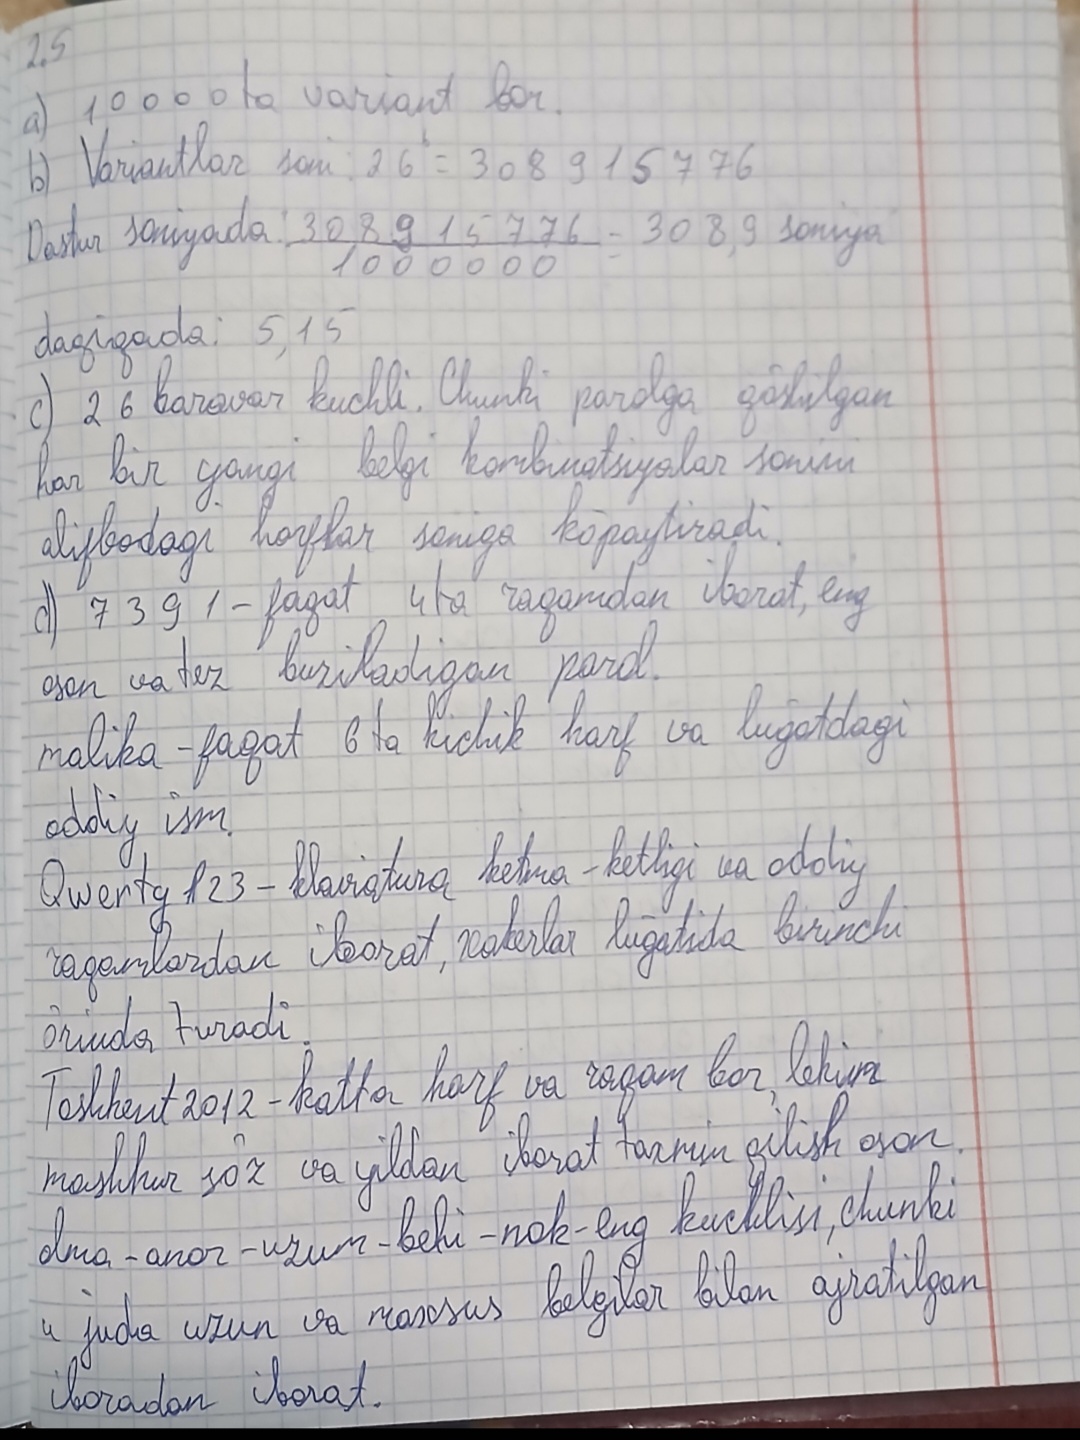 2.5
a) 10000 ta variant bor.
b) Variantlar soni: 26⁶ = 308915776
Dastur soniyada: 308915776 / 1000000 = 308,9 soniya
daqiqada: 5,15
c) 26 baravar kuchli. Chunki parolga qo'shilgan
har bir yangi belgi kombinatsiyalar sonini
alifbodagi harflar soniga ko'paytiradi.
d) 7391 - faqat 4 ta raqamdan iborat, eng
oson va tez buziladigan parol.
malika - faqat 6 ta kichik harf va lug'atdagi
oddiy ism.
Qwerty123 - klaviatura ketma-ketligi va oddiy
raqamlardan iborat, xakerlar lug'atida birinchi
o'rinda turadi.
Toshkent2012 - katta harf va raqam bor, lekin
mashhur so'z va yildan iborat taxmin qilish oson.
olma-anor-uzum-behi-nok-eng kuchlisi, chunki
u juda uzun va maxsus belgilar bilan ajratilgan
iboradan iborat.